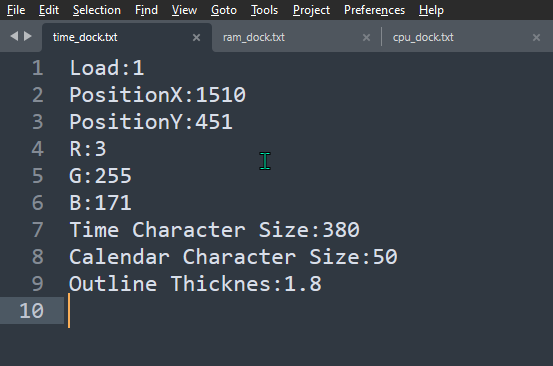 File Edit Selection Find View Goto Tools Project Preferences Help
time_dock.txt ram_dock.txt cpu_dock.txt
1 Load:1
2 PositionX:1510
3 PositionY:451
4 R:3
5 G:255
6 B:171
7 Time Character Size:380
8 Calendar Character Size:50
9 Outline Thicknes:1.8
10